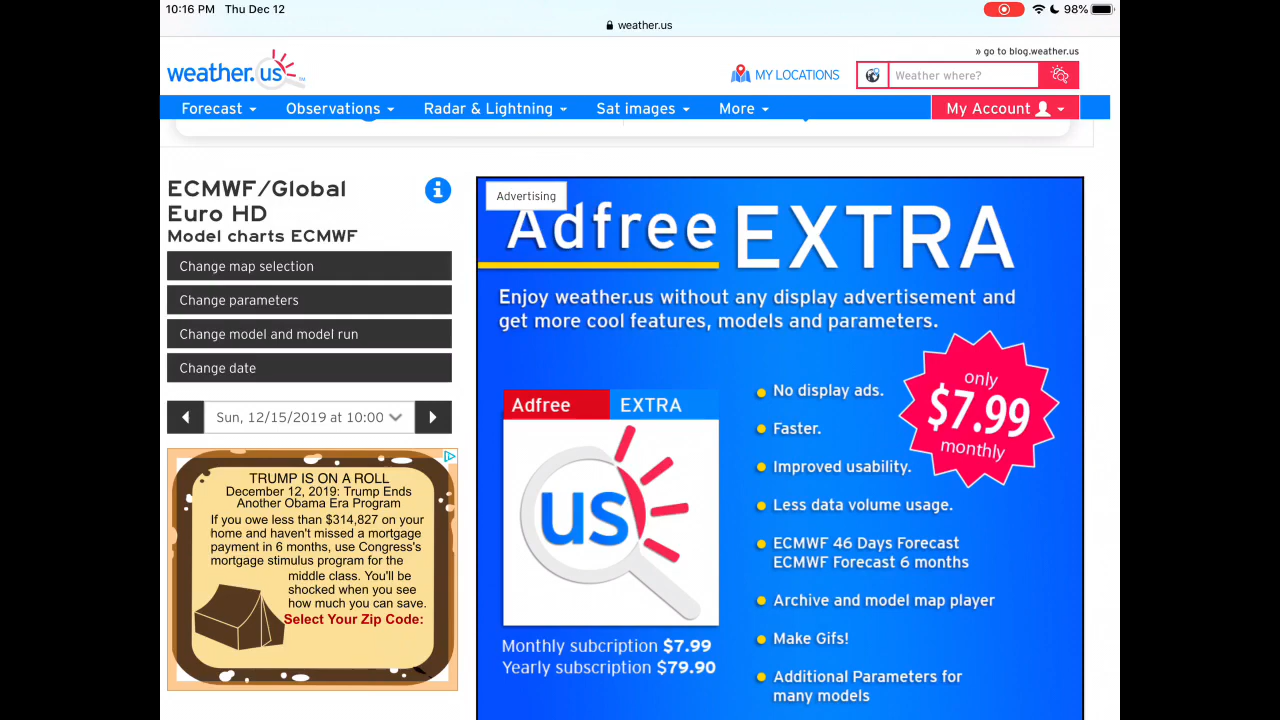 10:16 PM Thu Dec 12
98%
weather.us
» go to blog.weather.us
weather.us
MY LOCATIONS
Weather where?
Forecast
Observations
Radar & Lightning
Sat images
More
My Account
ECMWF/Global
Euro HD
Model charts ECMWF
Change map selection
Change parameters
Change model and model run
Change date
Sun, 12/15/2019 at 10:00
TRUMP IS ON A ROLL
December 12, 2019: Trump Ends
Another Obama Era Program
If you owe less than $314,827 on your
home and haven't missed a mortgage
payment in 6 months, use Congress's
mortgage stimulus program for the
middle class. You'll be
shocked when you see
how much you can save.
Select Your Zip Code:
Advertising
Adfree EXTRA
Enjoy weather.us without any display advertisement and
get more cool features, models and parameters.
only
$7.99
monthly
Adfree EXTRA
us
Monthly subcription $7.99
Yearly subscription $79.90
No display ads.
Faster.
Improved usability.
Less data volume usage.
ECMWF 46 Days Forecast
ECMWF Forecast 6 months
Archive and model map player
Make Gifs!
Additional Parameters for
many models